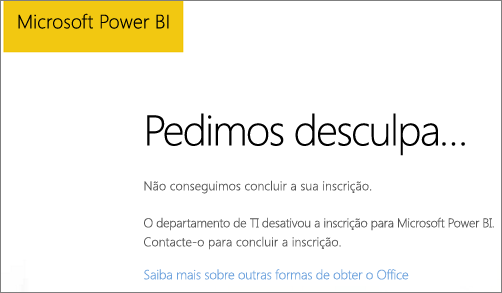 Microsoft Power BI
Pedimos desculpa...
Não conseguimos concluir a sua inscrição.
O departamento de TI desativou a inscrição para Microsoft Power BI.
Contacte-o para concluir a inscrição.
Saiba mais sobre outras formas de obter o Office